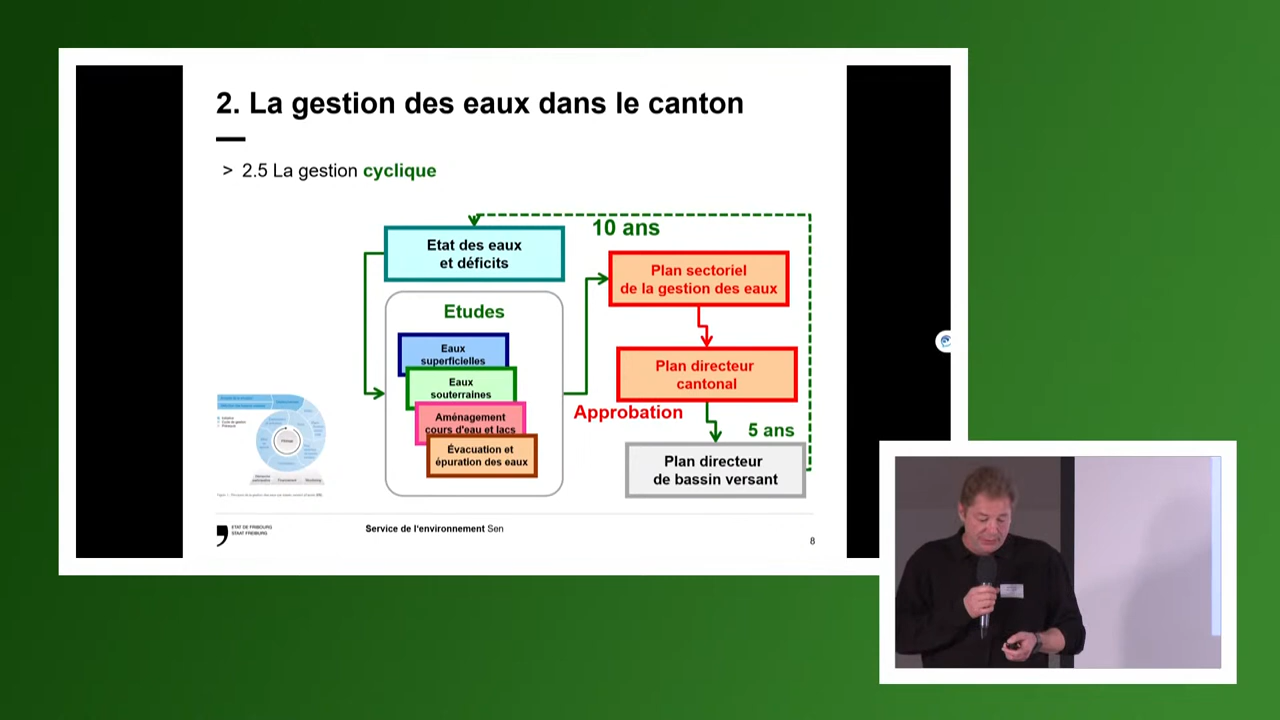 2. La gestion des eaux dans le canton
> 2.5 La gestion cyclique
10 ans
Etat des eaux
et déficits
Etudes
Eaux
superficielles
Eaux
souterraines
Aménagement
cours d'eau et lacs
Évacuation et
épuration des eaux
Plan sectoriel
de la gestion des eaux
Plan directeur
cantonal
Approbation
5 ans
Plan directeur
de bassin versant
ETAT DE FRIBOURG
STAAT FREIBURG
Service de l'environnement Sen
8